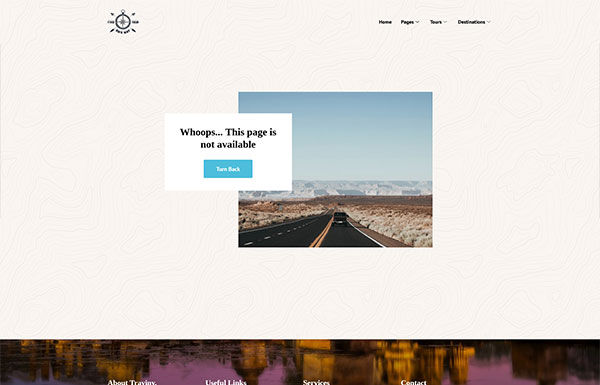 Home Pages Tours Destinations
Whoops... This page is
not available
Turn Back
About Traviny. Useful Links Services Contact